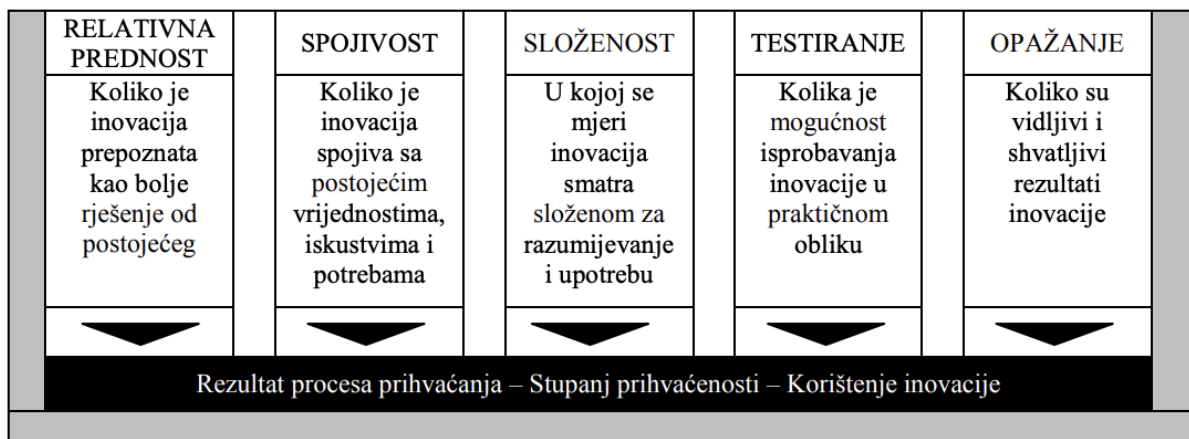 RELATIVNA
PREDNOST
Koliko je
inovacija
prepoznata
kao bolje
rješenje od
postojećeg
SPOJIVOST
Koliko je
inovacija
spojiva sa
postojećim
vrijednostima,
iskustvima i
potrebama
SLOŽENOST
U kojoj se
mjeri
inovacija
smatra
složenom za
razumijevanje
i upotrebu
TESTIRANJE
Kolika je
mogućnost
isprobavanja
inovacije u
praktičnom
obliku
OPAŽANJE
Koliko su
vidljivi i
shvatljivi
rezultati
inovacije
Rezultat procesa prihvaćanja – Stupanj prihvaćenosti – Korištenje inovacije